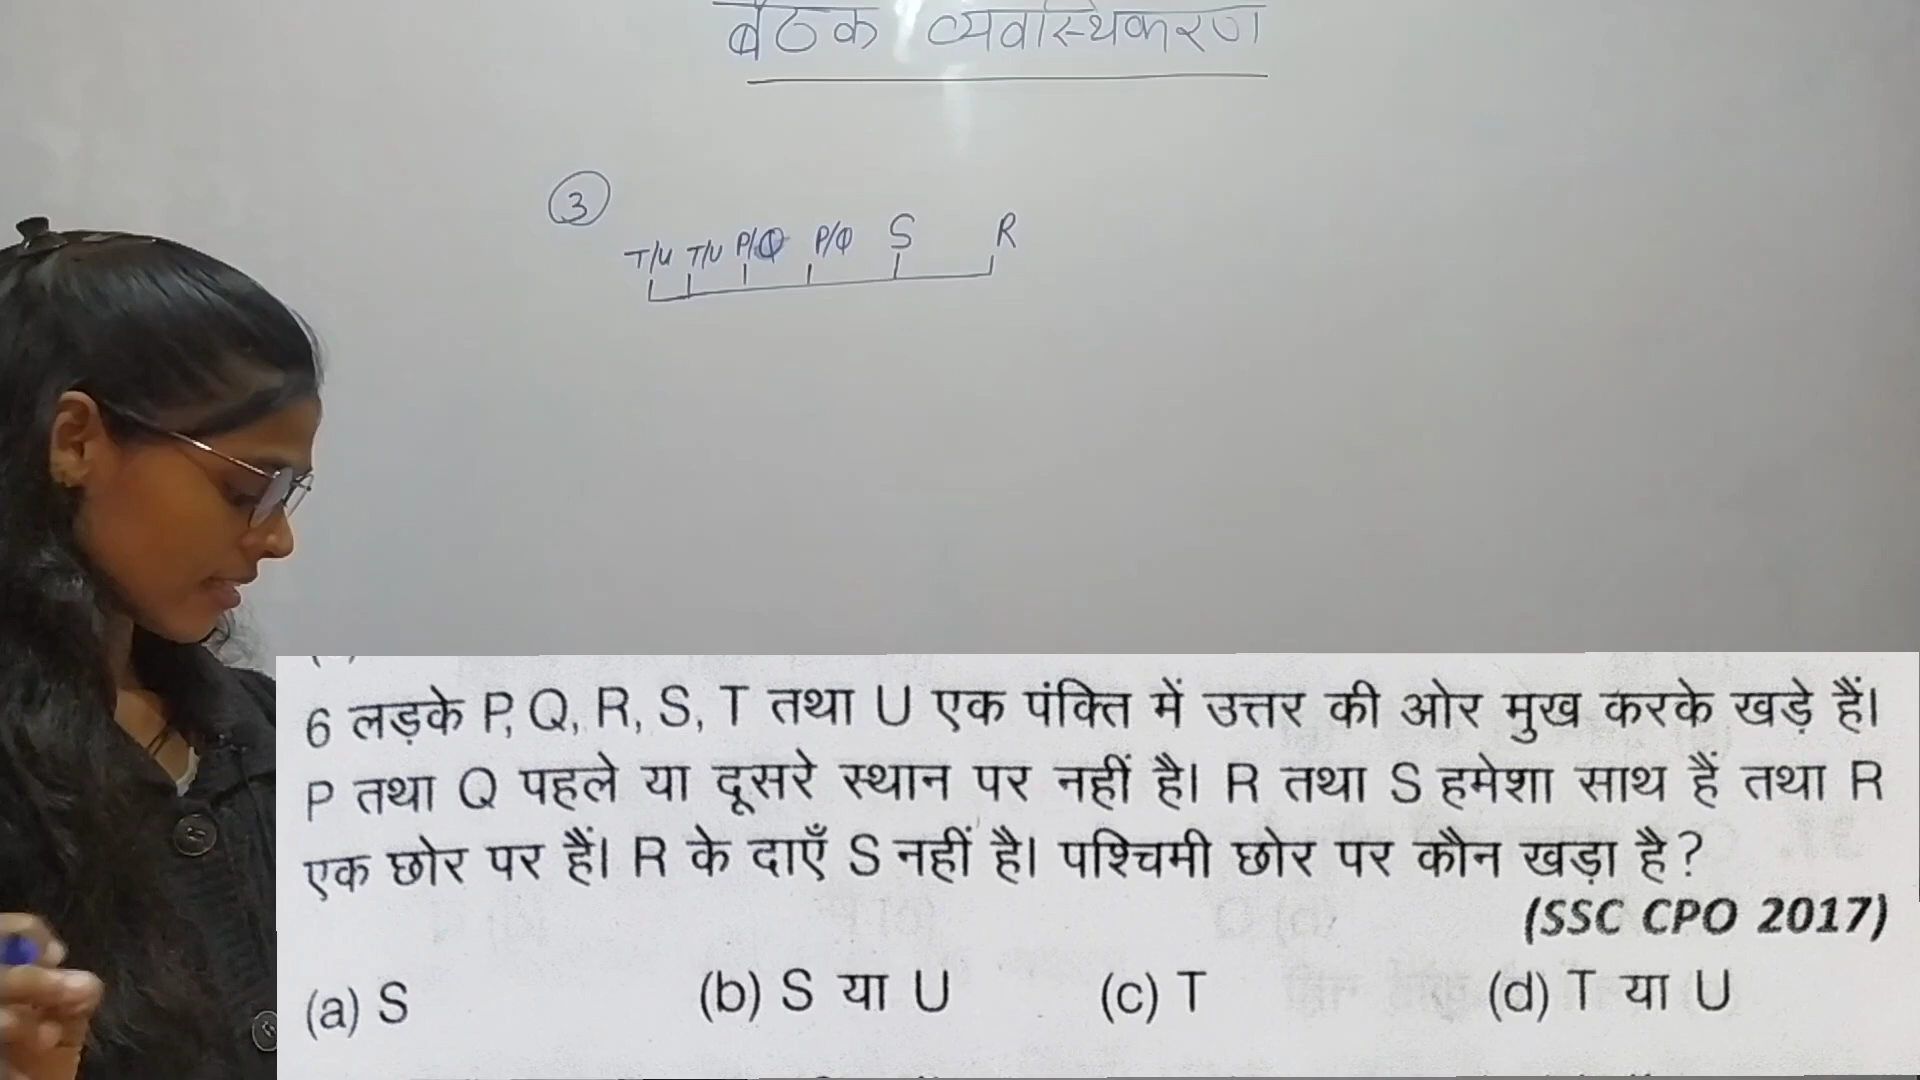 बैठक व्यवस्थिकरण
3
T/U T/U P/Q P/Q S R
6 लड़के P, Q, R, S, T तथा U एक पंक्ति में उत्तर की ओर मुख करके खड़े हैं।
P तथा Q पहले या दूसरे स्थान पर नहीं है। R तथा S हमेशा साथ हैं तथा R
एक छोर पर हैं। R के दाएँ S नहीं है। पश्चिमी छोर पर कौन खड़ा है?
(SSC CPO 2017)
(a) S (b) S या U (c) T (d) T या U